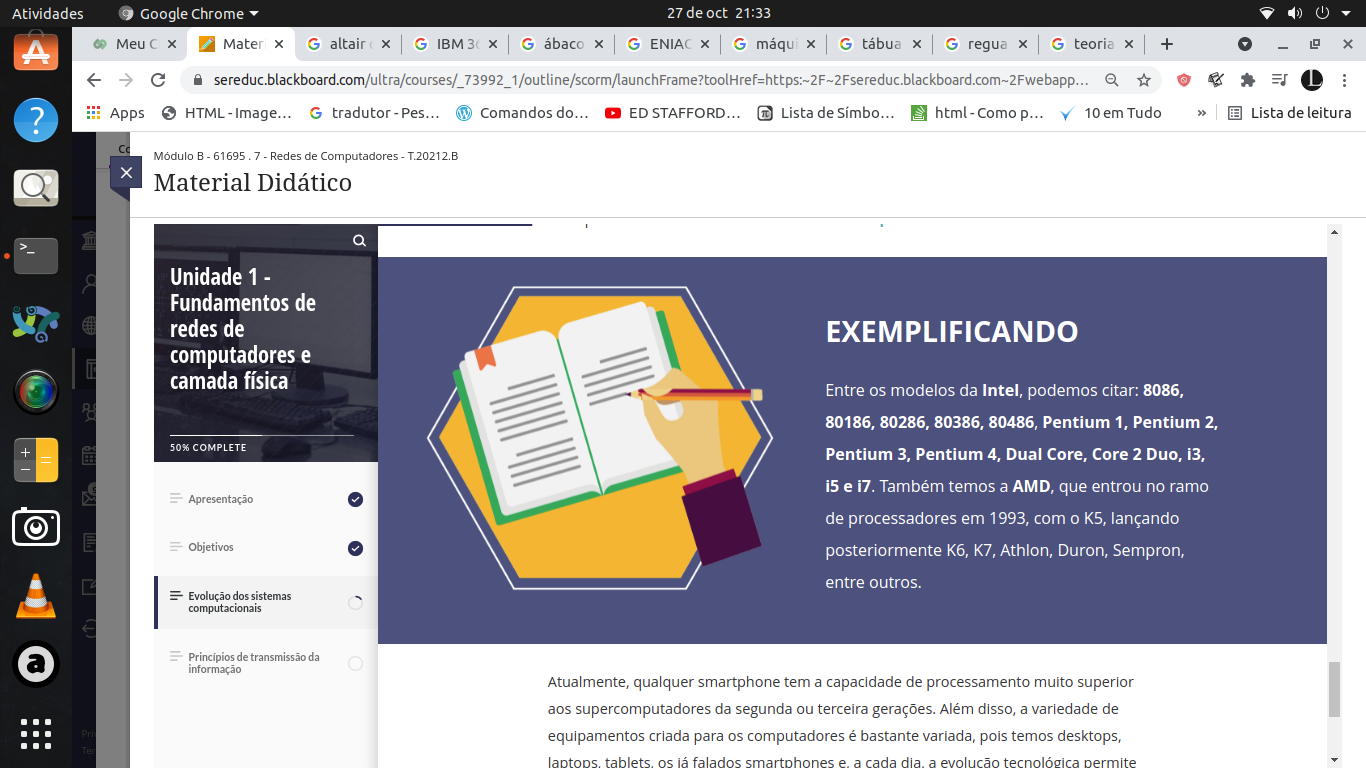 Atividades
Google Chrome
27 de oct 21:33
Meu C
Mater
altair
IBM 36
ábaco
ENIAC
máqui
tábua
regua
teoria
sereduc.blackboard.com/ultra/courses/_73992_1/outline/scorm/launchFrame?toolHref=https:~2F~2Fsereduc.blackboard.com~2Fwebapp…
Apps
HTML - Image…
tradutor - Pes…
Comandos do…
ED STAFFORD…
Lista de Símbo…
html - Como p…
10 em Tudo
»
Lista de leitura
Co
Módulo B - 61695 . 7 - Redes de Computadores - T.20212.B
Material Didático
Unidade 1 -
Fundamentos de
redes de
computadores e
camada física
50% COMPLETE
Apresentação
Objetivos
Evolução dos sistemas
computacionais
Princípios de transmissão da
informação
EXEMPLIFICANDO
Entre os modelos da Intel, podemos citar: 8086,
80186, 80286, 80386, 80486, Pentium 1, Pentium 2,
Pentium 3, Pentium 4, Dual Core, Core 2 Duo, i3,
i5 e i7. Também temos a AMD, que entrou no ramo
de processadores em 1993, com o K5, lançando
posteriormente K6, K7, Athlon, Duron, Sempron,
entre outros.
Atualmente, qualquer smartphone tem a capacidade de processamento muito superior
aos supercomputadores da segunda ou terceira gerações. Além disso, a variedade de
equipamentos criada para os computadores é bastante variada, pois temos desktops,
laptops, tablets, os já falados smartphones e, a cada dia, a evolução tecnológica permite
Priv
Ter